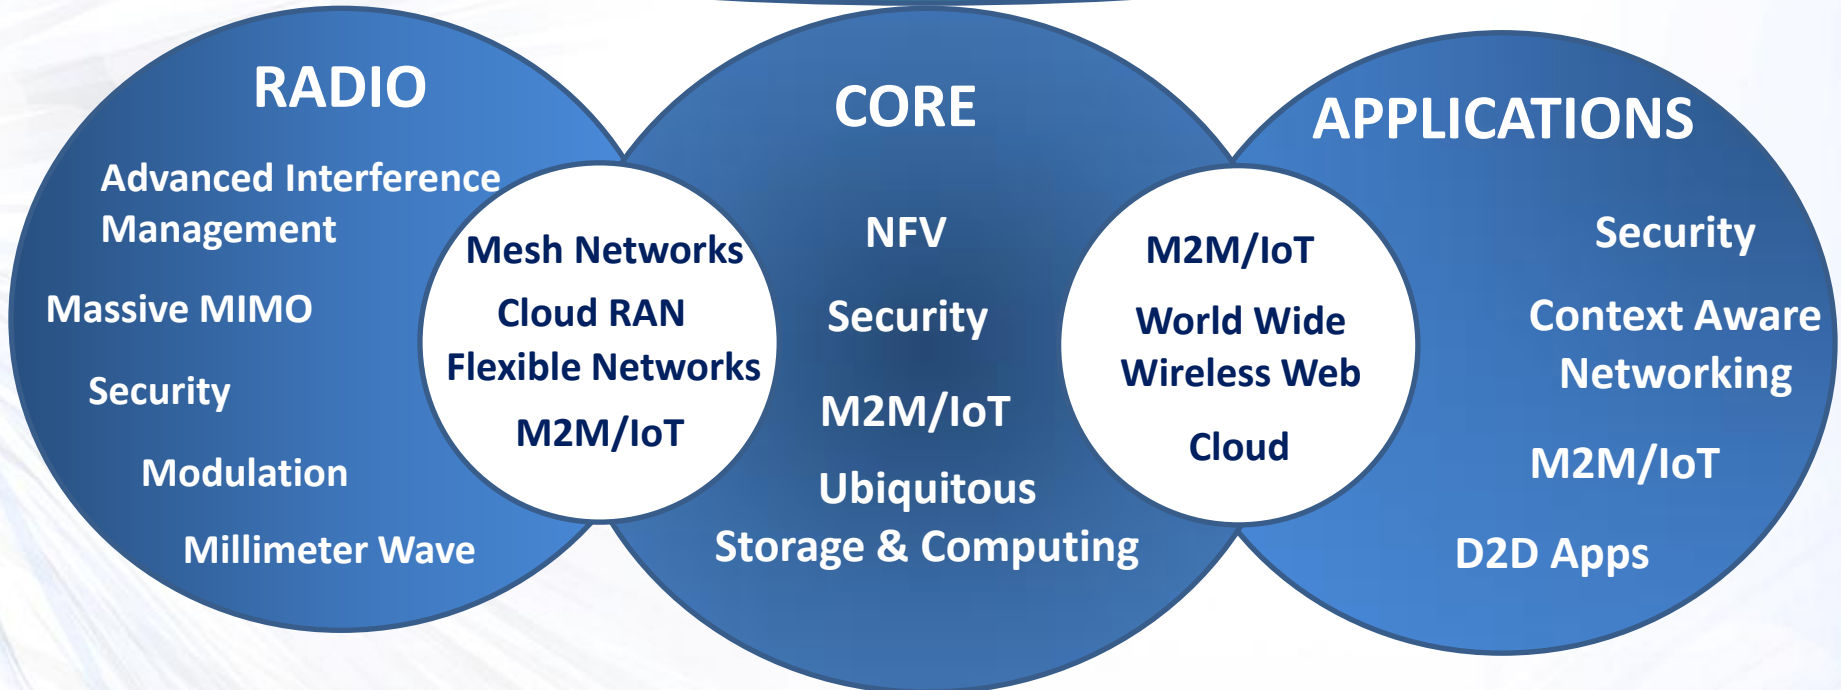 RADIO
Advanced Interference
Management
Massive MIMO
Security
Modulation
Millimeter Wave
Mesh Networks
Cloud RAN
Flexible Networks
M2M/IoT
CORE
NFV
Security
M2M/IoT
Ubiquitous
Storage & Computing
M2M/IoT
World Wide
Wireless Web
Cloud
APPLICATIONS
Security
Context Aware
Networking
M2M/IoT
D2D Apps